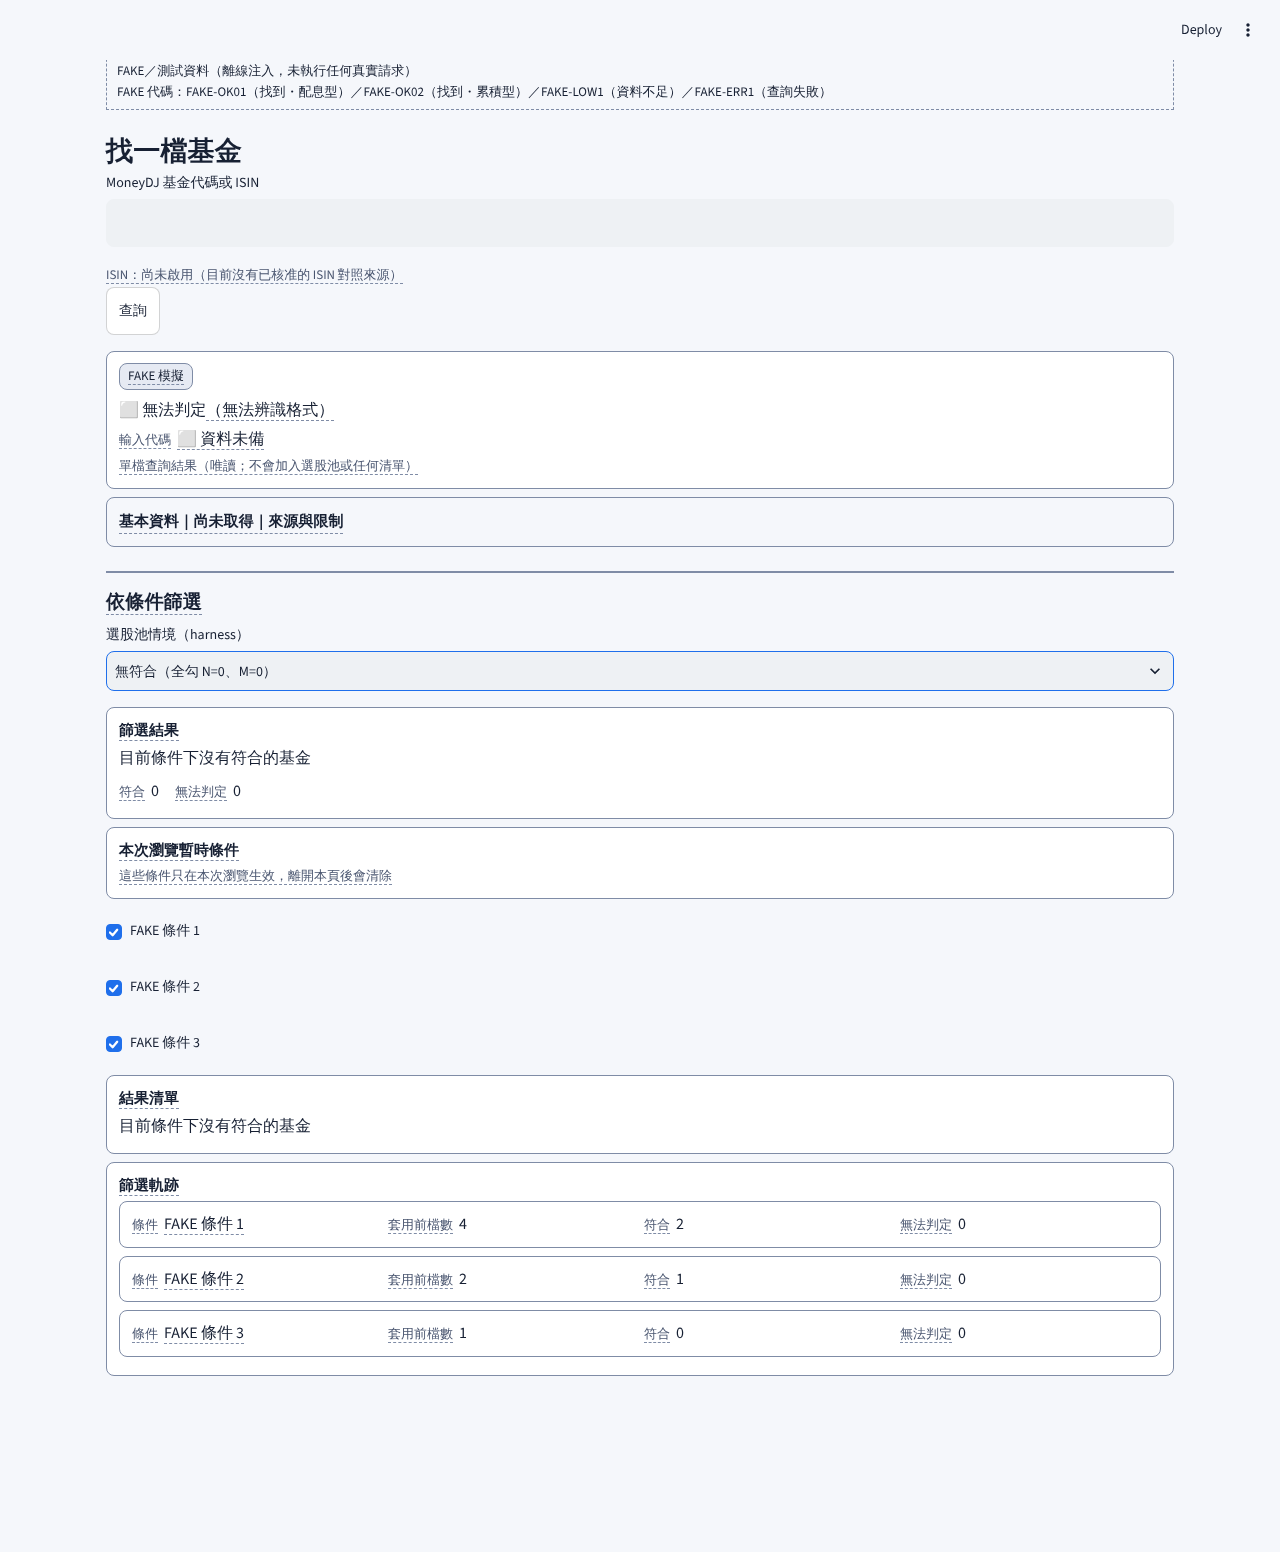 Deploy
FAKE／測試資料（離線注入，未執行任何真實請求）
FAKE 代碼：FAKE-OK01（找到・配息型）／FAKE-OK02（找到・累積型）／FAKE-LOW1（資料不足）／FAKE-ERR1（查詢失敗）
找一檔基金
MoneyDJ 基金代碼或 ISIN
ISIN：尚未啟用（目前沒有已核准的 ISIN 對照來源）
查詢
FAKE 模擬
⬜ 無法判定（無法辨識格式）
輸入代碼 ⬜ 資料未備
單檔查詢結果（唯讀；不會加入選股池或任何清單）
基本資料｜尚未取得｜來源與限制
依條件篩選
選股池情境（harness）
無符合（全勾 N=0、M=0）
篩選結果
目前條件下沒有符合的基金
符合 0 無法判定 0
本次瀏覽暫時條件
這些條件只在本次瀏覽生效，離開本頁後會清除
FAKE 條件 1
FAKE 條件 2
FAKE 條件 3
結果清單
目前條件下沒有符合的基金
篩選軌跡
條件 FAKE 條件 1 套用前檔數 4 符合 2 無法判定 0
條件 FAKE 條件 2 套用前檔數 2 符合 1 無法判定 0
條件 FAKE 條件 3 套用前檔數 1 符合 0 無法判定 0